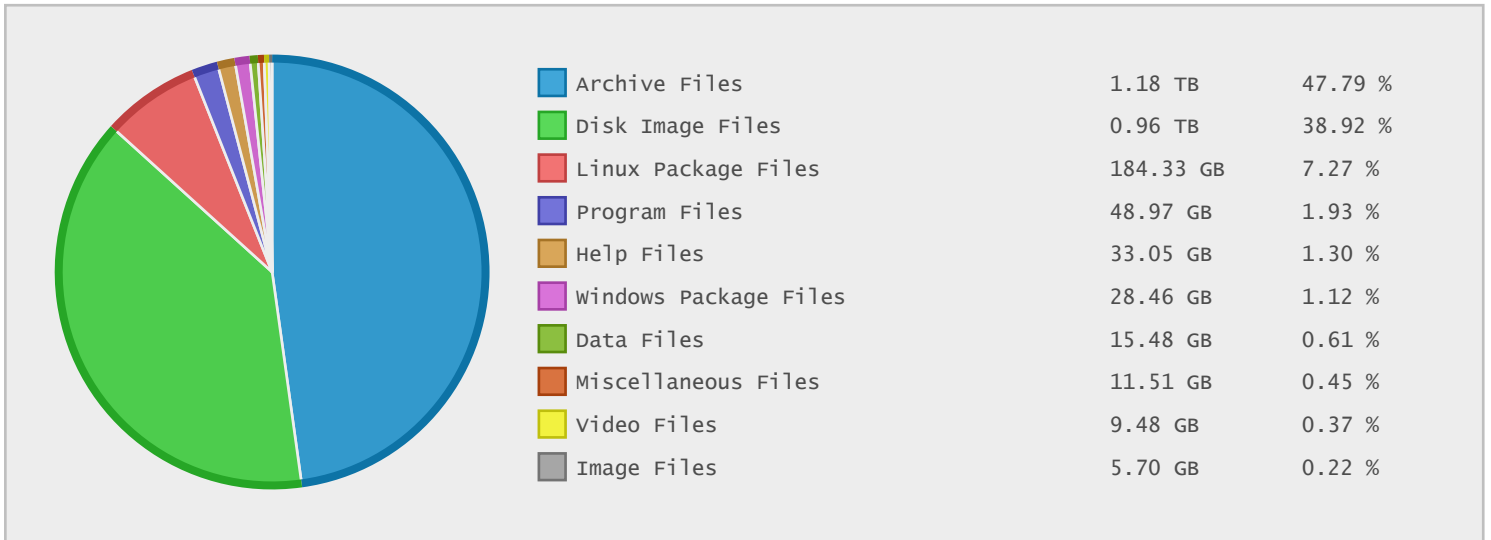 Archive Files 1.18 TB 47.79 %
Disk Image Files 0.96 TB 38.92 %
Linux Package Files 184.33 GB 7.27 %
Program Files 48.97 GB 1.93 %
Help Files 33.05 GB 1.30 %
Windows Package Files 28.46 GB 1.12 %
Data Files 15.48 GB 0.61 %
Miscellaneous Files 11.51 GB 0.45 %
Video Files 9.48 GB 0.37 %
Image Files 5.70 GB 0.22 %